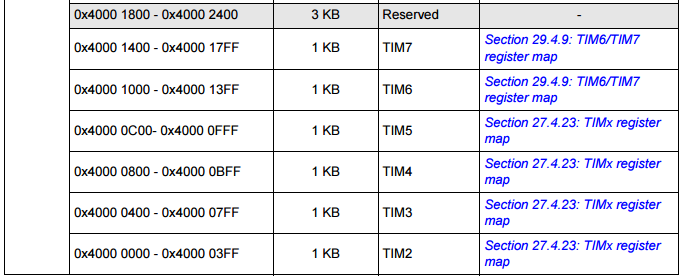 0x4000 1800 - 0x4000 2400 3 KB Reserved -
0x4000 1400 - 0x4000 17FF 1 KB TIM7 Section 29.4.9: TIM6/TIM7
register map
0x4000 1000 - 0x4000 13FF 1 KB TIM6 Section 29.4.9: TIM6/TIM7
register map
0x4000 0C00- 0x4000 0FFF 1 KB TIM5 Section 27.4.23: TIMx register
map
0x4000 0800 - 0x4000 0BFF 1 KB TIM4 Section 27.4.23: TIMx register
map
0x4000 0400 - 0x4000 07FF 1 KB TIM3 Section 27.4.23: TIMx register
map
0x4000 0000 - 0x4000 03FF 1 KB TIM2 Section 27.4.23: TIMx register
map